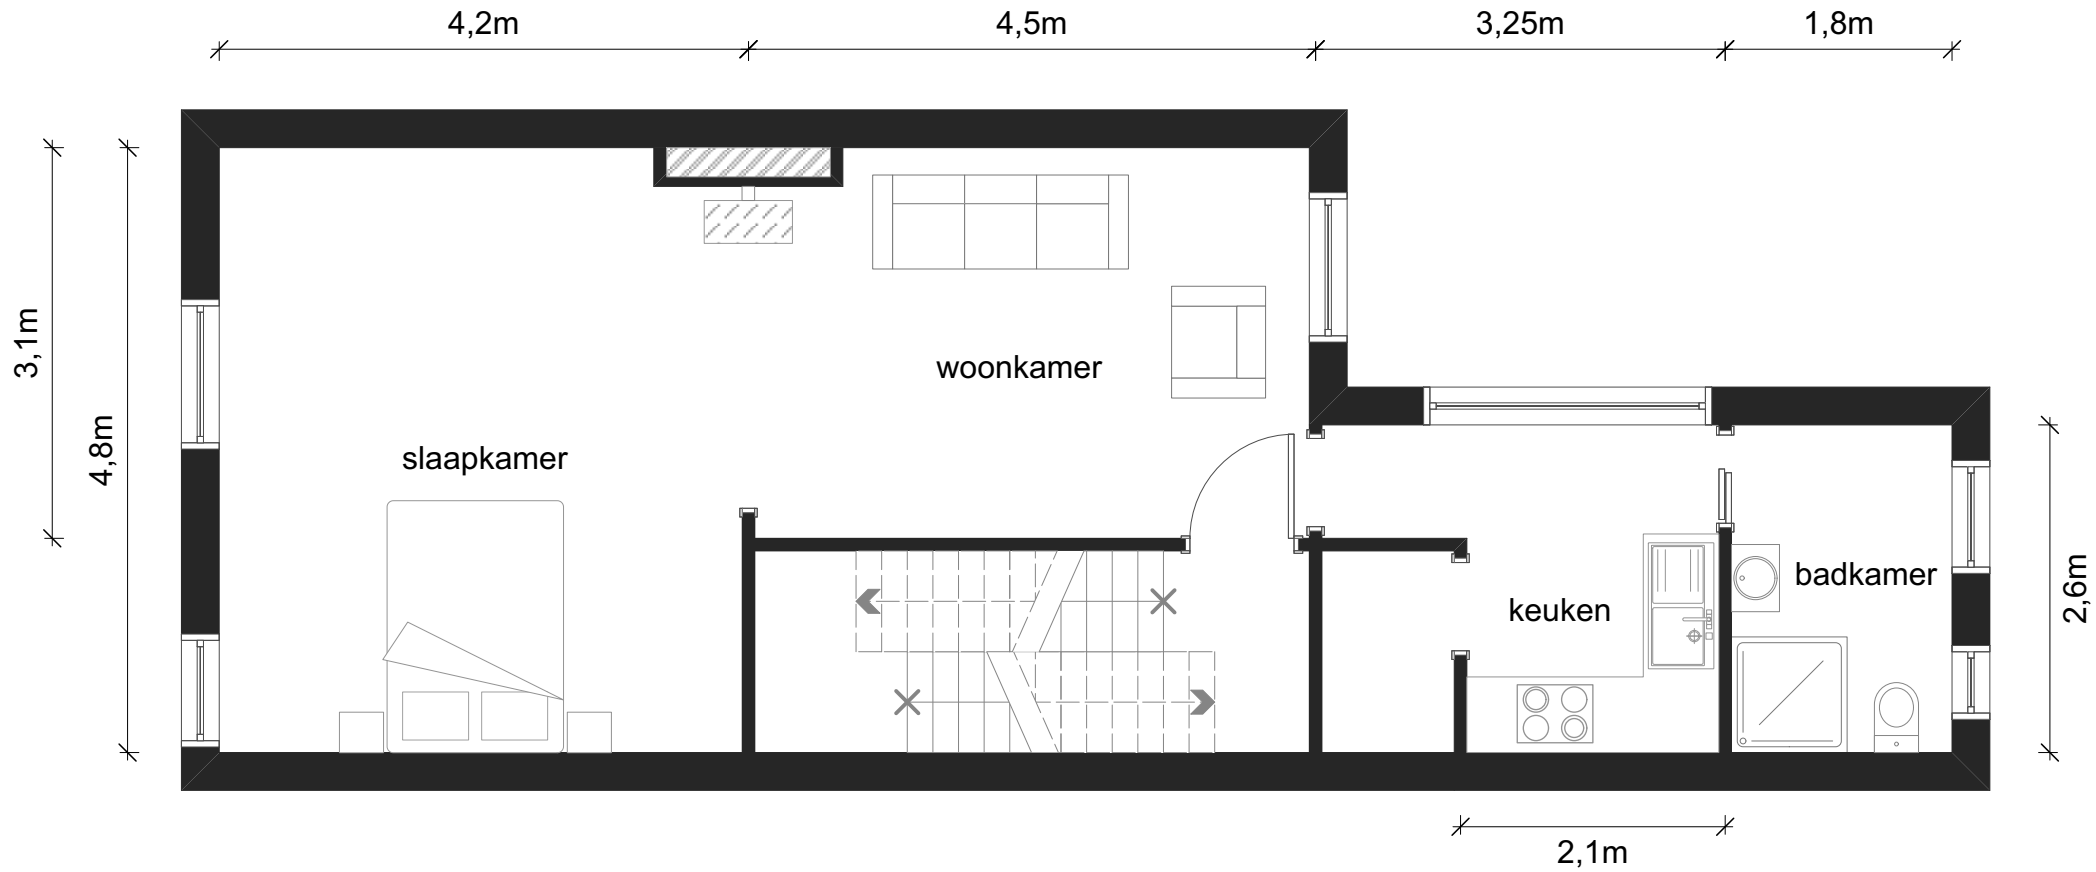 4,2m
4,5m
3,25m
1,8m
3,1m
4,8m
woonkamer
slaapkamer
keuken
badkamer
2,6m
2,1m